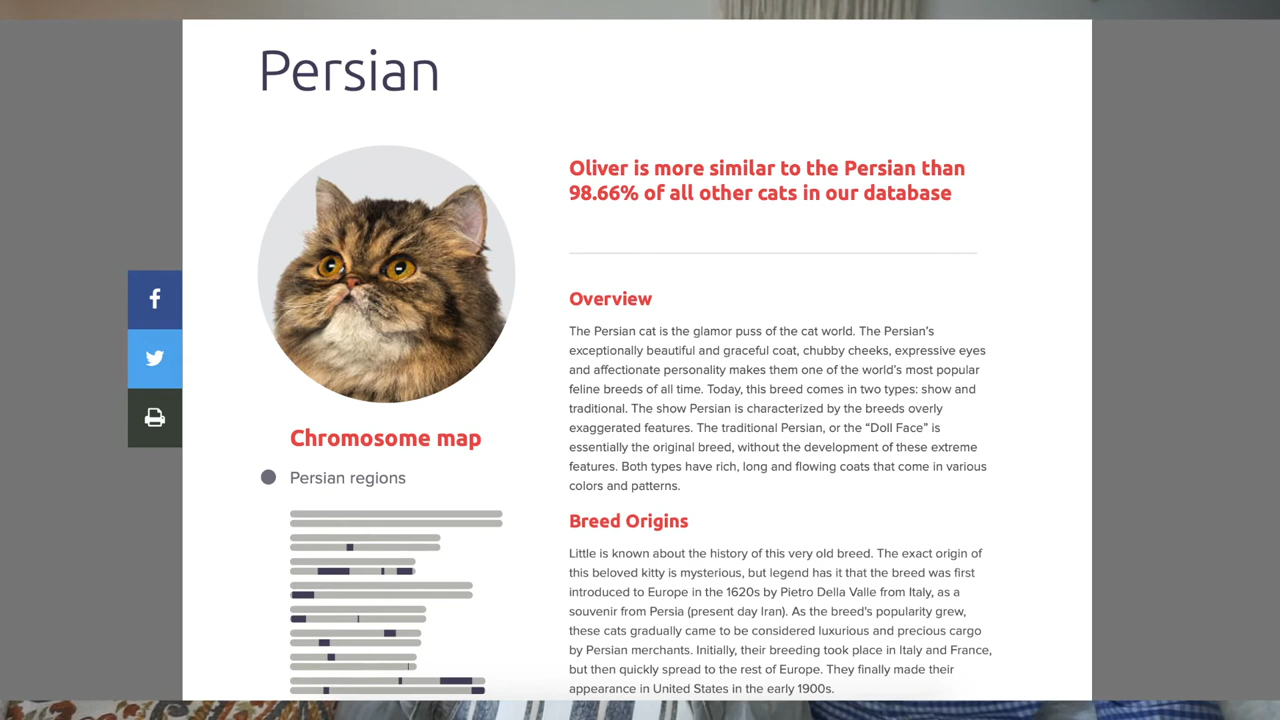 Persian
Oliver is more similar to the Persian than
98.66% of all other cats in our database
Overview
The Persian cat is the glamor puss of the cat world. The Persian's
exceptionally beautiful and graceful coat, chubby cheeks, expressive eyes
and affectionate personality makes them one of the world's most popular
feline breeds of all time. Today, this breed comes in two types: show and
traditional. The show Persian is characterized by the breeds overly
exaggerated features. The traditional Persian, or the “Doll Face” is
essentially the original breed, without the development of these extreme
features. Both types have rich, long and flowing coats that come in various
colors and patterns.
Breed Origins
Little is known about the history of this very old breed. The exact origin of
this beloved kitty is mysterious, but legend has it that the breed was first
introduced to Europe in the 1620s by Pietro Della Valle from Italy, as a
souvenir from Persia (present day Iran). As the breed's popularity grew,
these cats gradually came to be considered luxurious and precious cargo
by Persian merchants. Initially, their breeding took place in Italy and France,
but then quickly spread to the rest of Europe. They finally made their
appearance in United States in the early 1900s.
Chromosome map
Persian regions